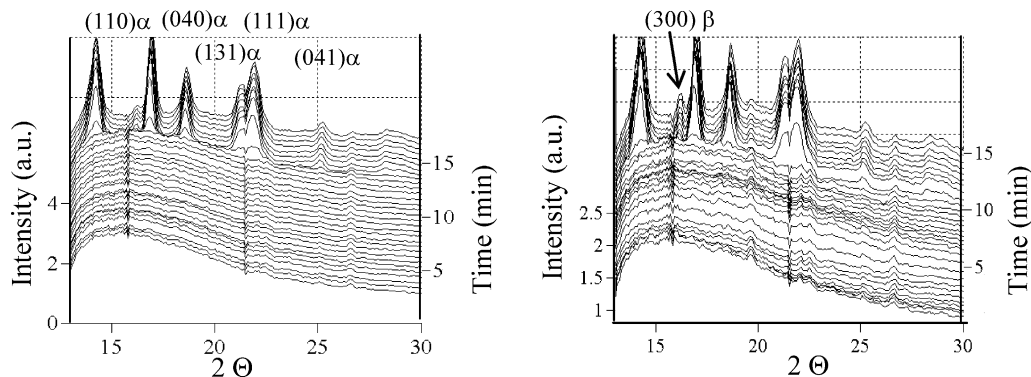 (110)α (040)α (111)α
(131)α (041)α
Intensity (a.u.)
4
2
0
15 20 25 30
2 Θ
15
10
5
Time (min)
(300) β
Intensity (a.u.)
2.5
2
1.5
1
15 20 25 30
2 Θ
15
10
5
Time (min)